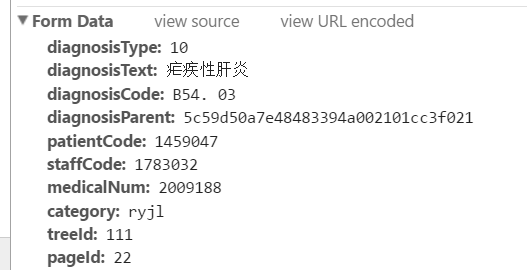 Form Data view source view URL encoded
diagnosisType: 10
diagnosisText: 疟疾性肝炎
diagnosisCode: B54. 03
diagnosisParent: 5c59d50a7e48483394a002101cc3f021
patientCode: 1459047
staffCode: 1783032
medicalNum: 2009188
category: ryjl
treeId: 111
pageId: 22